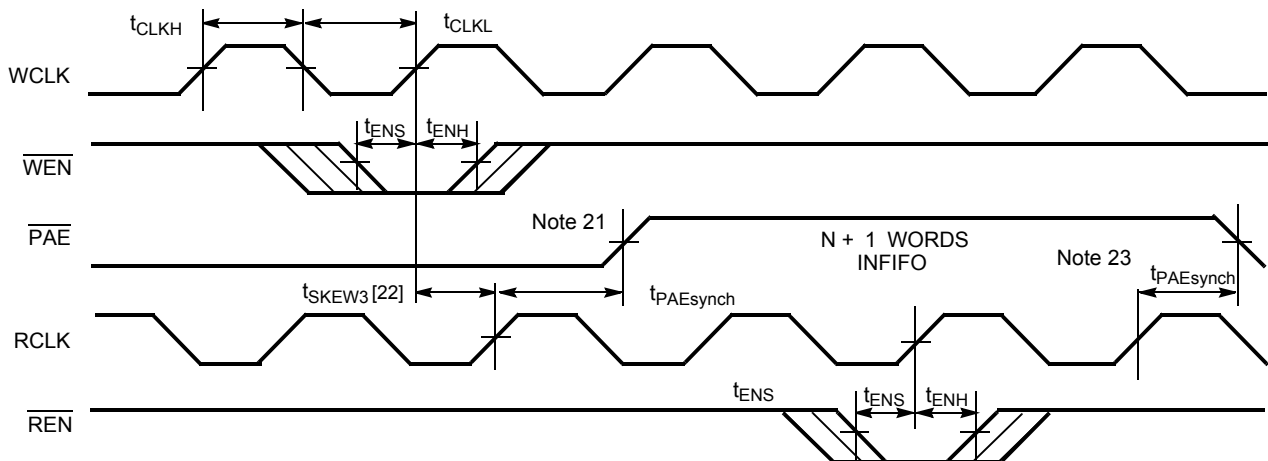 tCLKH
tCLKL
WCLK
tENS
tENH
WEN
Note 21
PAE
N + 1 WORDS
INFIFO
Note 23
tSKEW3 [22]
tPAEsynch
tPAEsynch
RCLK
tENS
tENS
tENH
REN